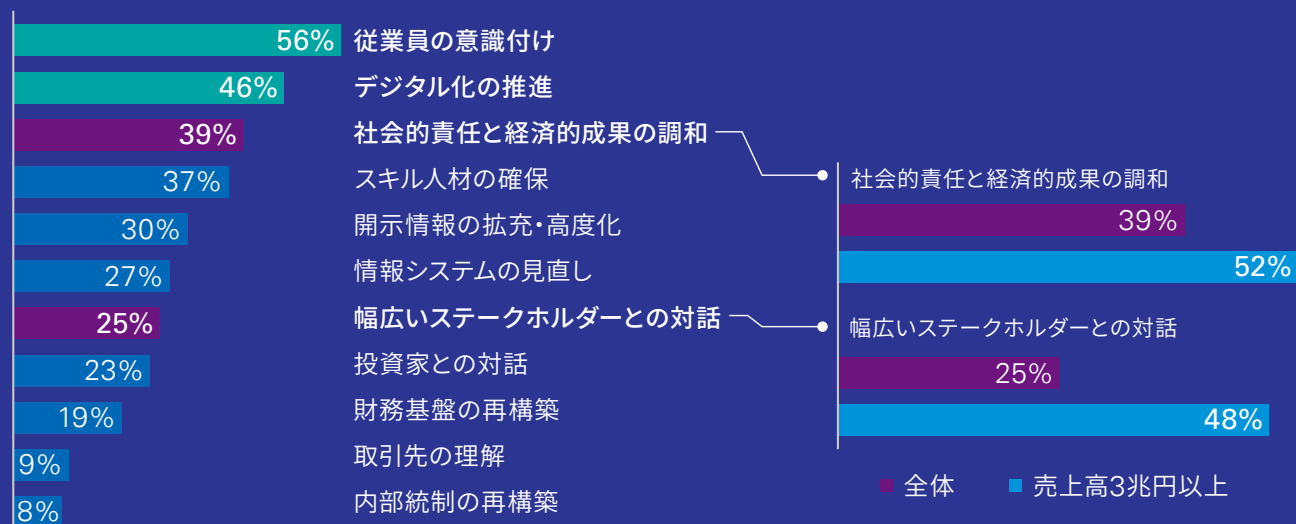 56% 従業員の意識付け
46% デジタル化の推進
39% 社会的責任と経済的成果の調和
37% スキル人材の確保
30% 開示情報の拡充・高度化
27% 情報システムの見直し
25% 幅広いステークホルダーとの対話
23% 投資家との対話
19% 財務基盤の再構築
9% 取引先の理解
8% 内部統制の再構築
社会的責任と経済的成果の調和
39%
52%
幅広いステークホルダーとの対話
25%
48%
全体 売上高3兆円以上